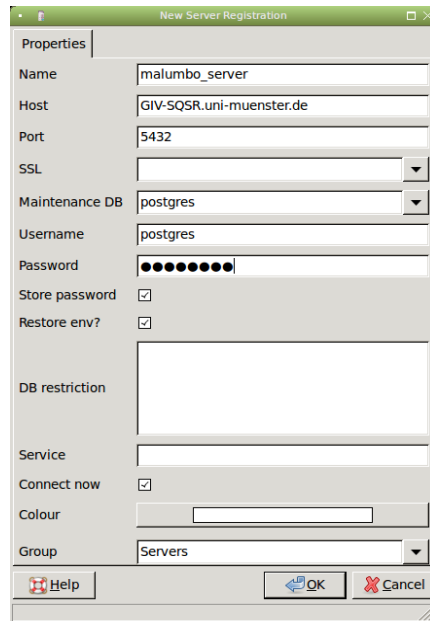 New Server Registration
Properties
Name malumbo_server
Host GIV-SQSR.uni-muenster.de
Port 5432
SSL
Maintenance DB postgres
Username postgres
Password ●●●●●●●●
Store password
Restore env?
DB restriction
Service
Connect now
Colour
Group Servers
Help OK Cancel